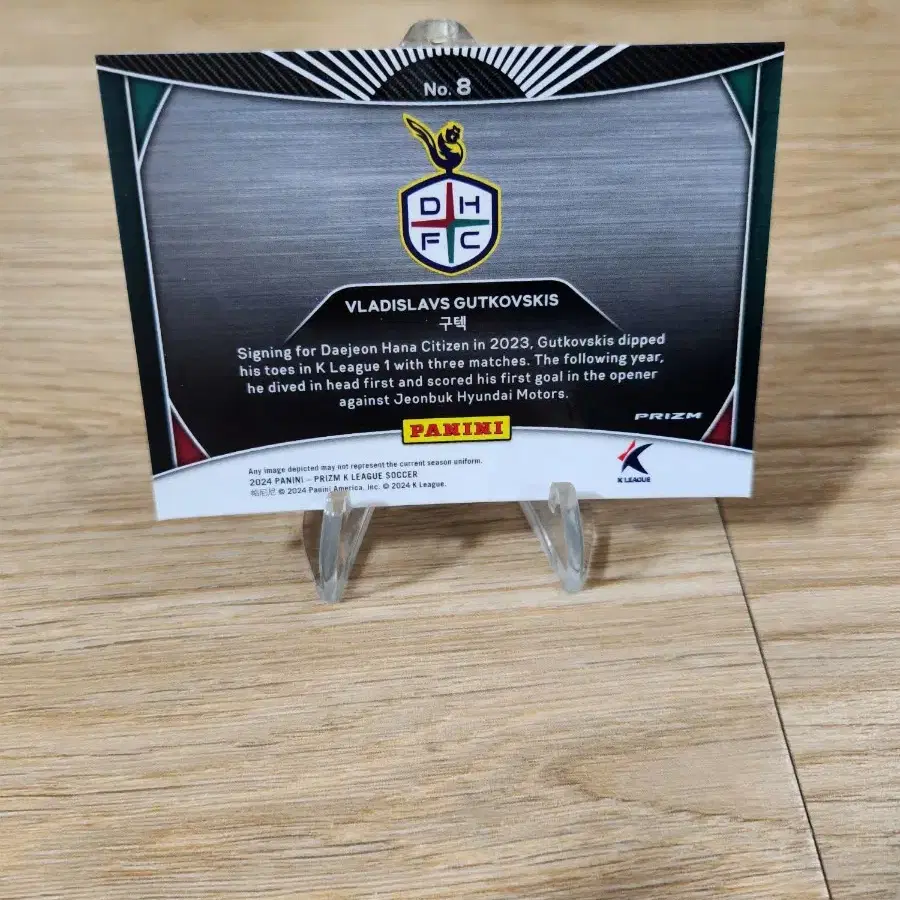 No. 8
D H
F C
VLADISLAVS GUTKOVSKIS
구텍
Signing for Daejeon Hana Citizen in 2023, Gutkovskis dipped
his toes in K League 1 with three matches. The following year,
he dived in head first and scored his first goal in the opener
against Jeonbuk Hyundai Motors.
PRIZM
PANINI
Any image depicted may not represent the current season uniform.
2024 PANINI – PRIZM K LEAGUE SOCCER
帕尼尼 © 2024 Panini America, Inc. © 2024 K League.
K LEAGUE